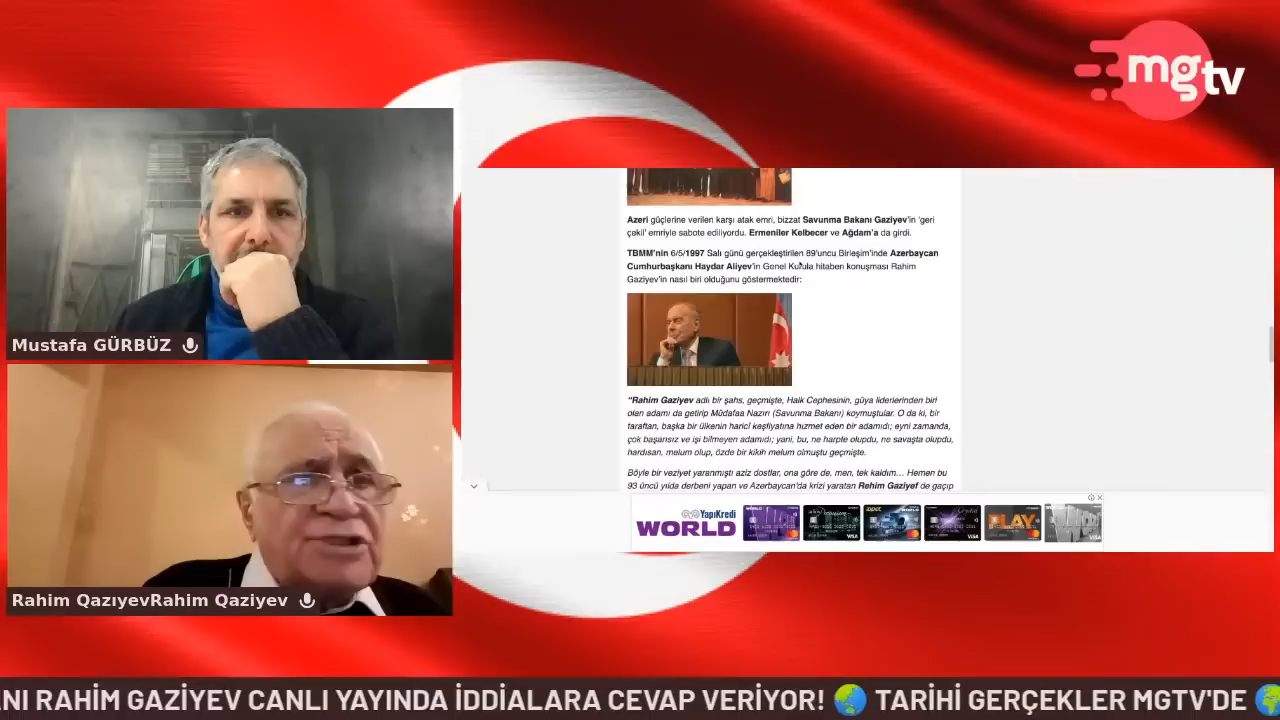 mgtv
Mustafa GÜRBÜZ
Rahim QazıyevRahim Qaziyev
Azeri güçlerine verilen karşı atak emri, bizzat Savunma Bakanı Gaziyev'in 'geri
çekil' emriyle sabote ediliyordu. Ermeniler Kelbecer ve Ağdam'a da girdi.
TBMM'nin 6/5/1997 Salı günü gerçekleştirilen 89'uncu Birleşim'inde Azerbaycan
Cumhurbaşkanı Haydar Aliyev'in Genel Kurula hitaben konuşması Rahim
Gaziyev'in nasıl biri olduğunu göstermektedir:
"Rahim Gaziyev adlı bir şahs, geçmişte, Halk Cephesinin, güya liderlerinden biri
olan adamı da getirip Müdafaa Nazırı (Savunma Bakanı) koymuştular. O da ki, bir
taraftan, başka bir ülkenin haricî keşfiyatına hizmet eden bir adamıdı; eyni zamanda,
çok başarısız ve işi bilmeyen adamıdı; yani, bu, ne harpte olupdu, ne savaşta olupdu,
hardısan, melum olup, özde bir kikih melum olmuştu geçmişte.
Böyle bir veziyet yaranmıştı aziz dostlar, ona göre de, men, tek kaldım... Hemen bu
93 üncü yılda derbeni yapan ve Azerbaycan'da krizi yaratan Rehim Gaziyef de gaçıp
YapıKredi
WORLD
PLAY
ANI RAHİM GAZİYEV CANLI YAYINDA İDDİALARA CEVAP VERİYOR! TARİHİ GERÇEKLER MGTV'DE